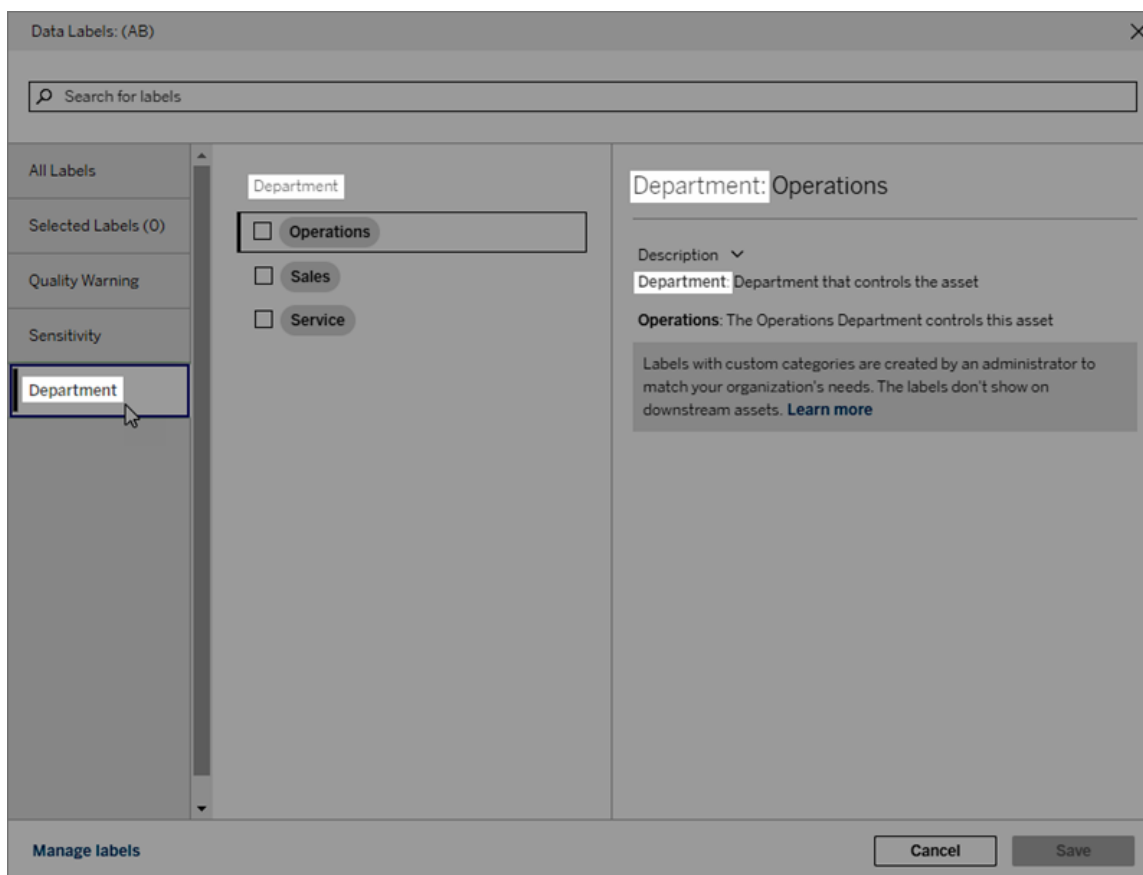 Data Labels: (AB)
Search for labels
All Labels
Selected Labels (0)
Quality Warning
Sensitivity
Department
Department
Operations
Sales
Service
Department: Operations
Description
Department: Department that controls the asset
Operations: The Operations Department controls this asset
Labels with custom categories are created by an administrator to
match your organization's needs. The labels don't show on
downstream assets. Learn more
Manage labels
Cancel
Save